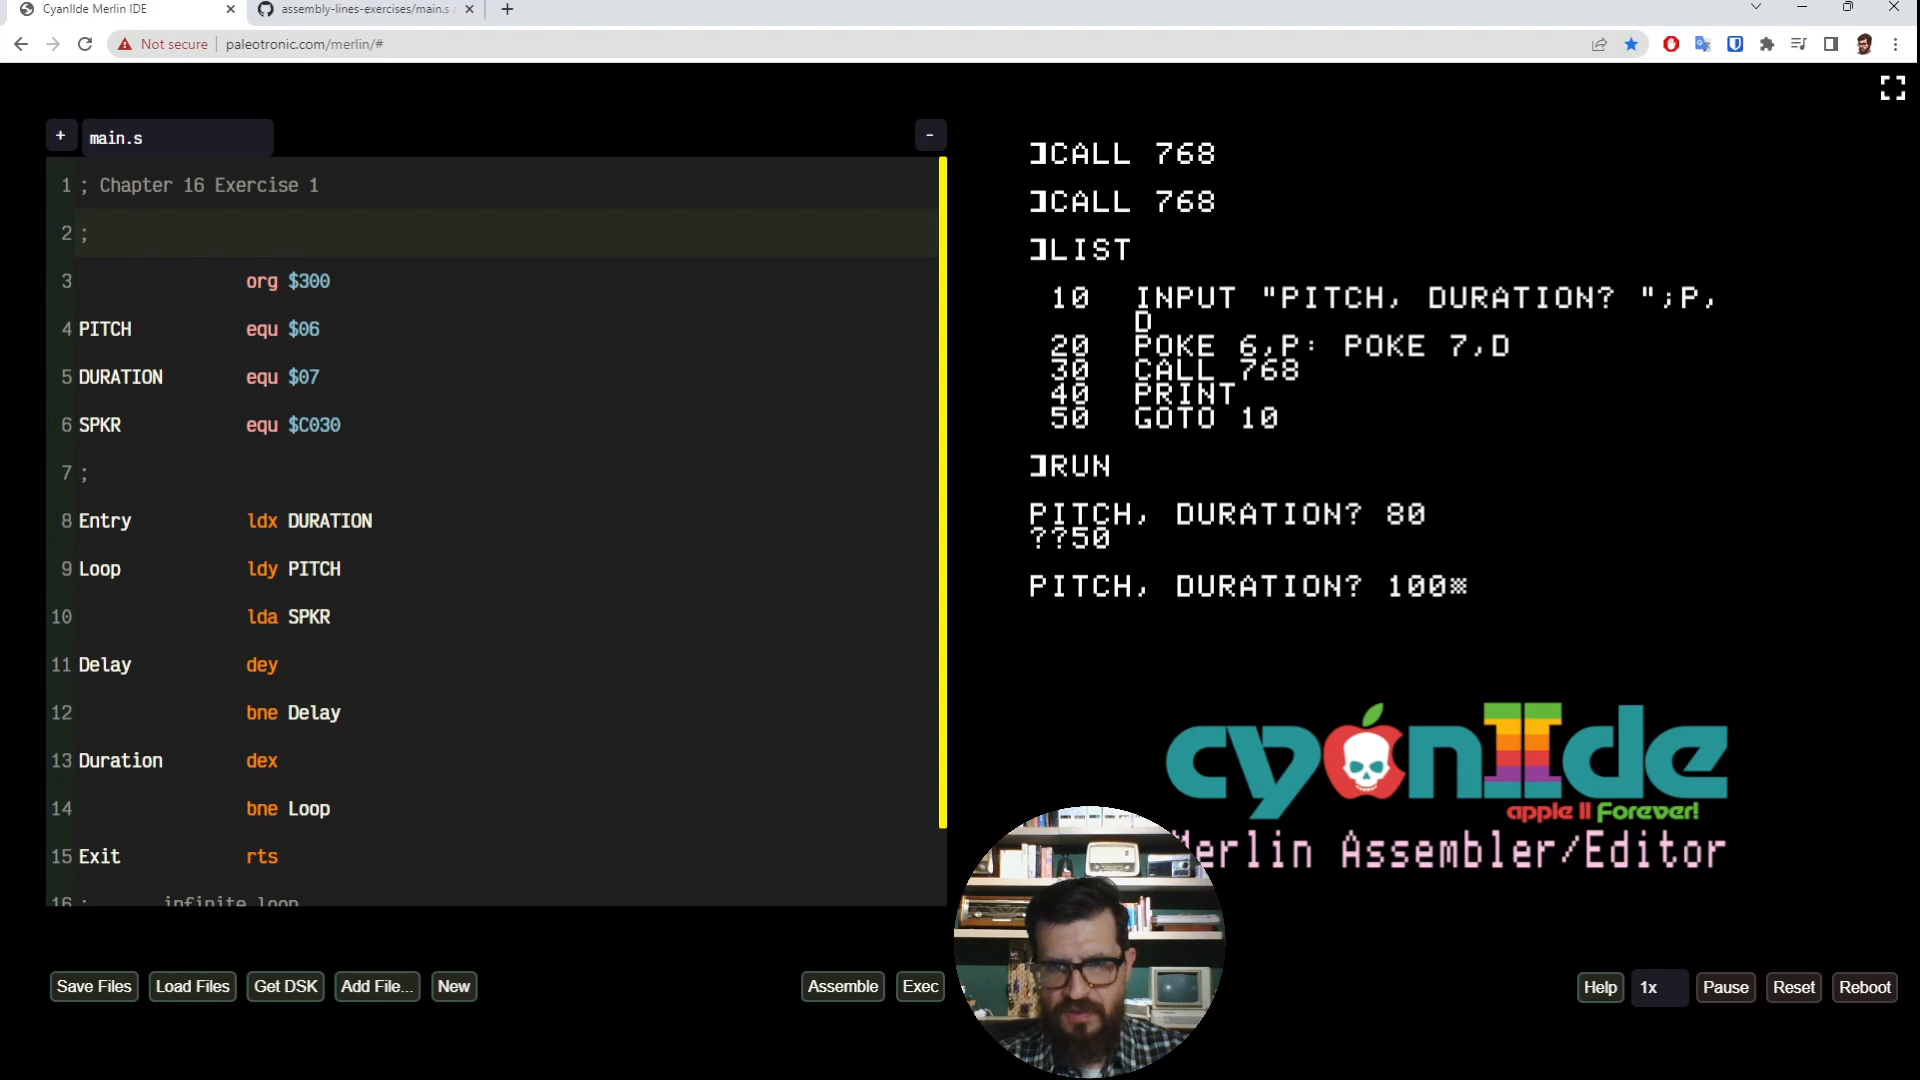 CyanIIde Merlin IDE
assembly-lines-exercises/main.s
Not secure
paleotronic.com/merlin/#
+
main.s
-
1 ; Chapter 16 Exercise 1
2 ;
3 org $300
4 PITCH equ $06
5 DURATION equ $07
6 SPKR equ $C030
7 ;
8 Entry ldx DURATION
9 Loop ldy PITCH
10 lda SPKR
11 Delay dey
12 bne Delay
13 Duration dex
14 bne Loop
15 Exit rts
16 ; infinite loop
Save Files
Load Files
Get DSK
Add File...
New
Assemble
Exec
]CALL 768
]CALL 768
]LIST
10 INPUT "PITCH, DURATION? ";P,
D
20 POKE 6,P: POKE 7,D
30 CALL 768
40 PRINT
50 GOTO 10
]RUN
PITCH, DURATION? 80
??50
PITCH, DURATION? 100
cyanIIde
apple II Forever!
Merlin Assembler/Editor
Help
1x
Pause
Reset
Reboot